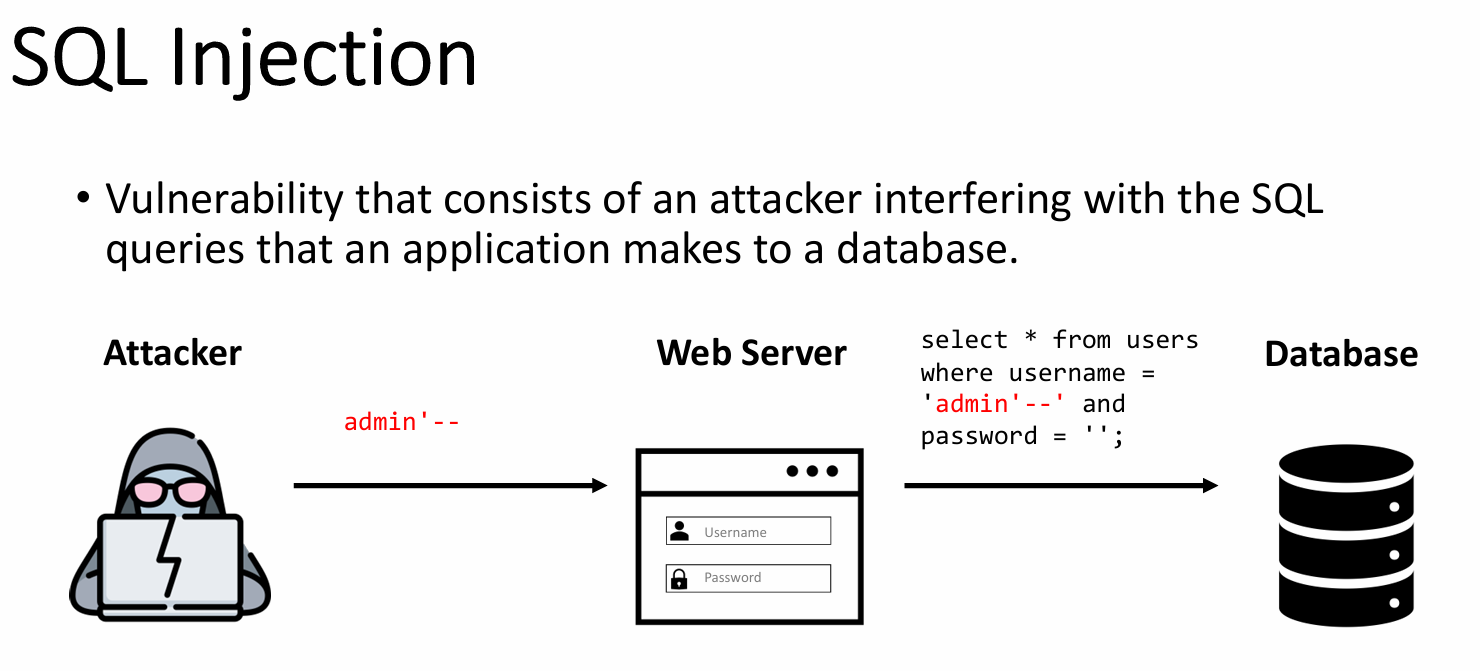 SQL Injection
• Vulnerability that consists of an attacker interfering with the SQL
queries that an application makes to a database.
Attacker
admin'--
Web Server
Username
Password
select * from users
where username =
'admin'--' and
password = '';
Database